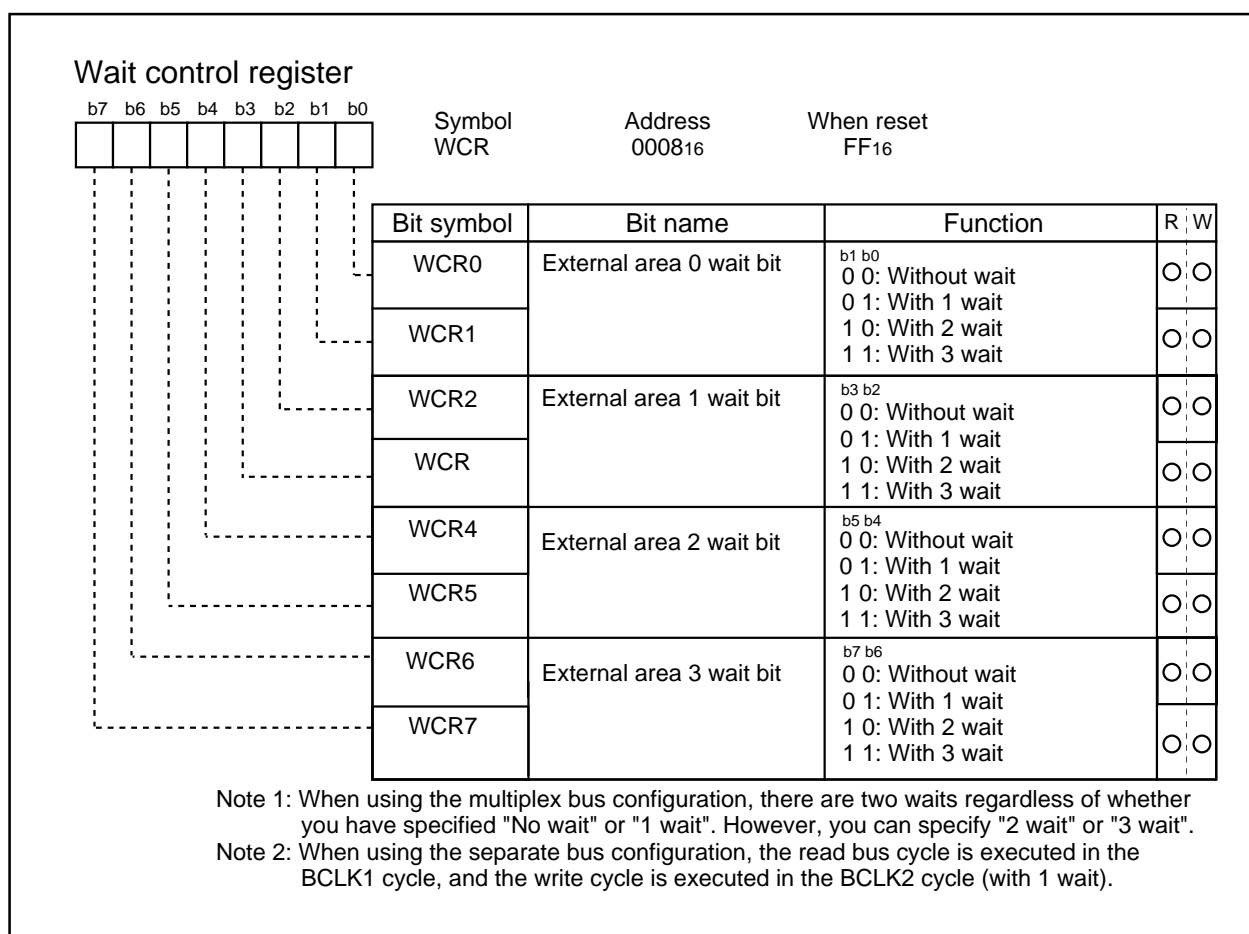 Wait control register
b7 b6 b5 b4 b3 b2 b1 b0
Symbol Address When reset
WCR 000816 FF16
Bit symbol Bit name Function R W
WCR0 External area 0 wait bit
b1 b0
0 0: Without wait
0 1: With 1 wait
WCR1
1 0: With 2 wait
1 1: With 3 wait
WCR2 External area 1 wait bit
b3 b2
0 0: Without wait
0 1: With 1 wait
WCR
1 0: With 2 wait
1 1: With 3 wait
WCR4 External area 2 wait bit
b5 b4
0 0: Without wait
0 1: With 1 wait
WCR5
1 0: With 2 wait
1 1: With 3 wait
WCR6 External area 3 wait bit
b7 b6
0 0: Without wait
0 1: With 1 wait
WCR7
1 0: With 2 wait
1 1: With 3 wait
Note 1: When using the multiplex bus configuration, there are two waits regardless of whether
you have specified "No wait" or "1 wait". However, you can specify "2 wait" or "3 wait".
Note 2: When using the separate bus configuration, the read bus cycle is executed in the
BCLK1 cycle, and the write cycle is executed in the BCLK2 cycle (with 1 wait).